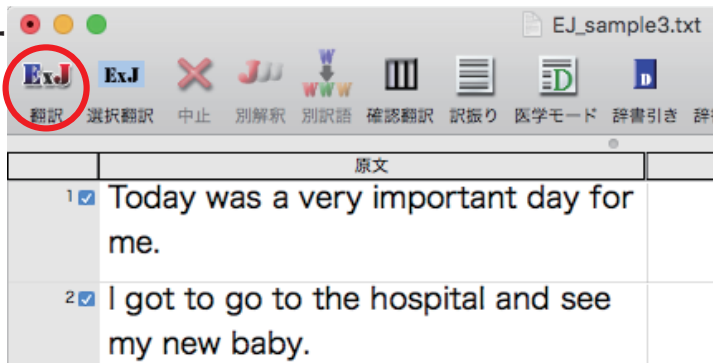 EJ_sample3.txt
ExJ ExJ J W WWW D D
翻訳 選択翻訳 中止 別解釈 別訳語 確認翻訳 訳振り 医学モード 辞書引き
原文
1 Today was a very important day for
me.
2 I got to go to the hospital and see
my new baby.